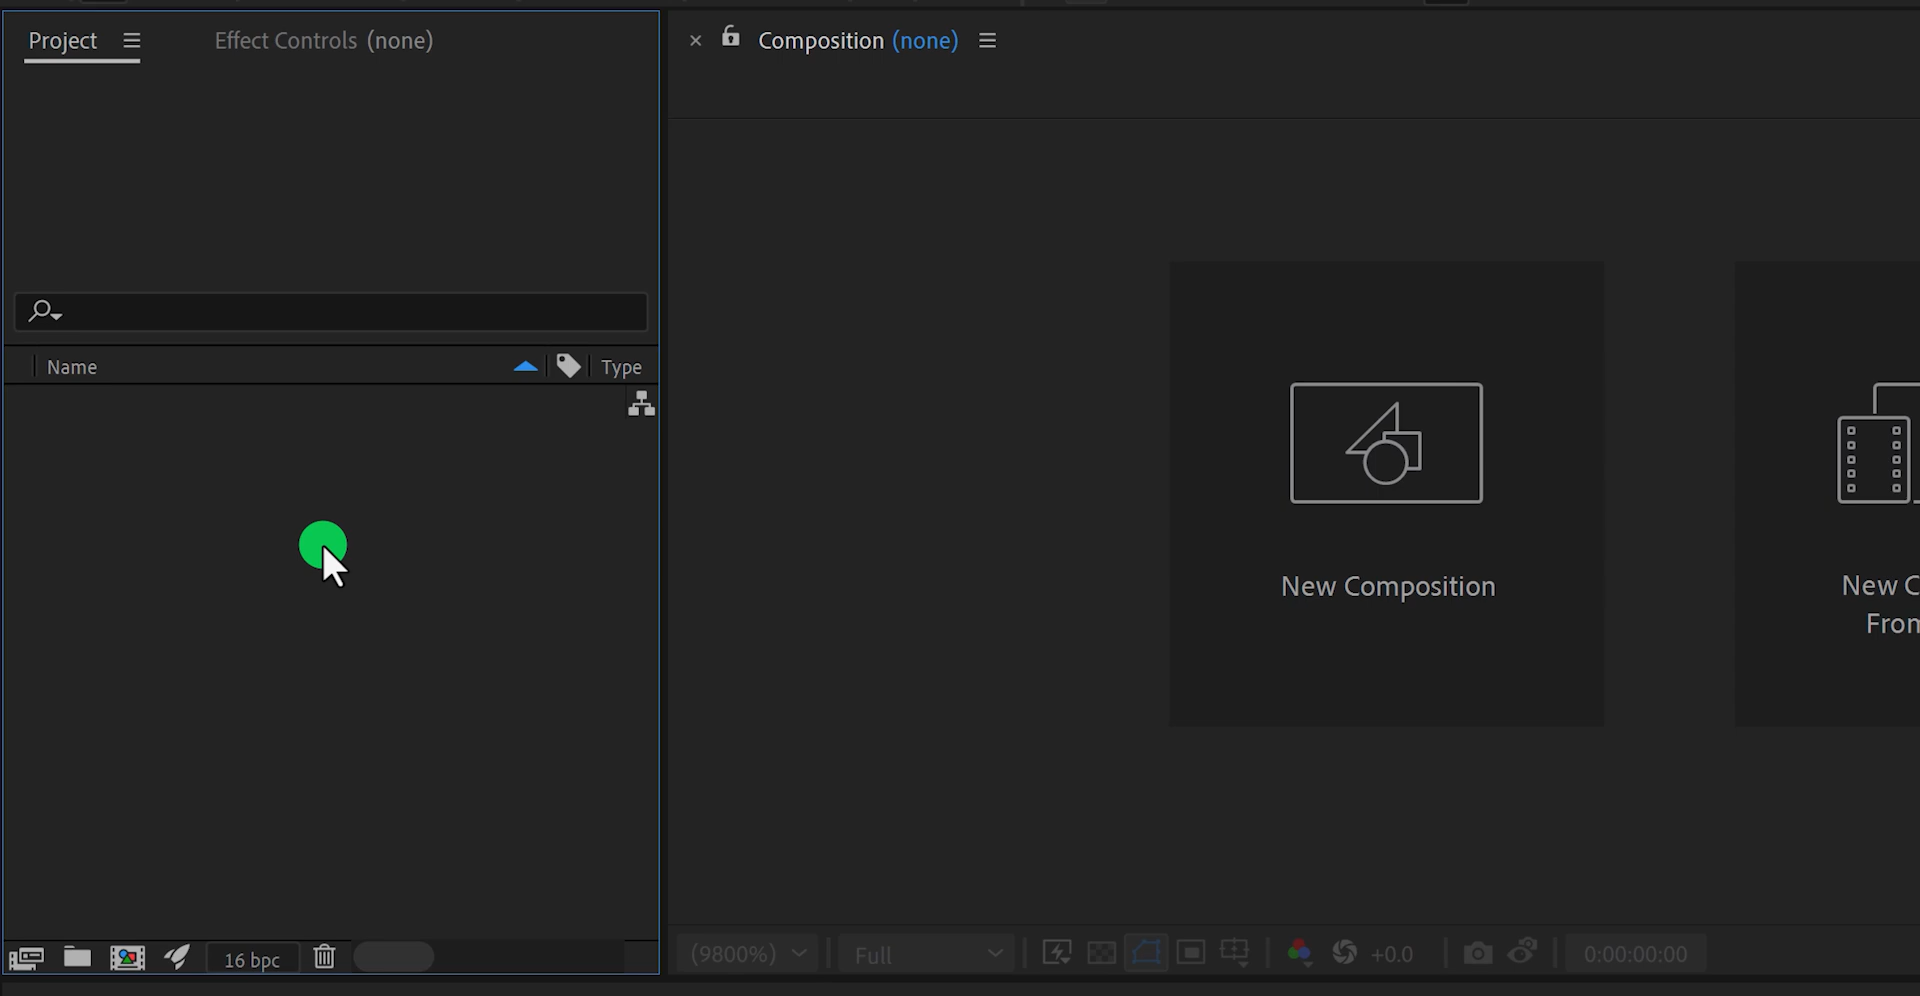 Project
Effect Controls (none)
Composition (none)
Name
Type
New Composition
New C
From
16 bpc
(9800%)
Full
+0.0
0:00:00:00